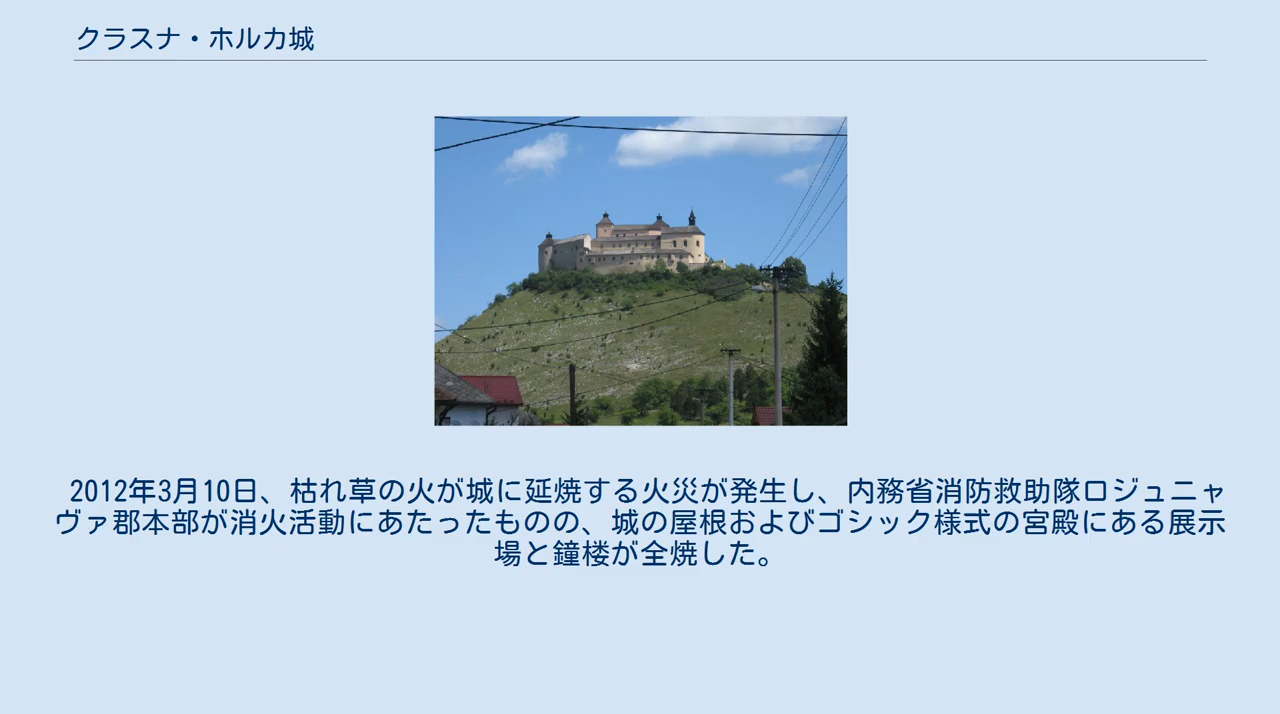 クラスナ・ホルカ城
2012年3月10日、枯れ草の火が城に延焼する火災が発生し、内務省消防救助隊ロジュニャ
ヴァ郡本部が消火活動にあたったものの、城の屋根およびゴシック様式の宮殿にある展示
場と鐘楼が全焼した。